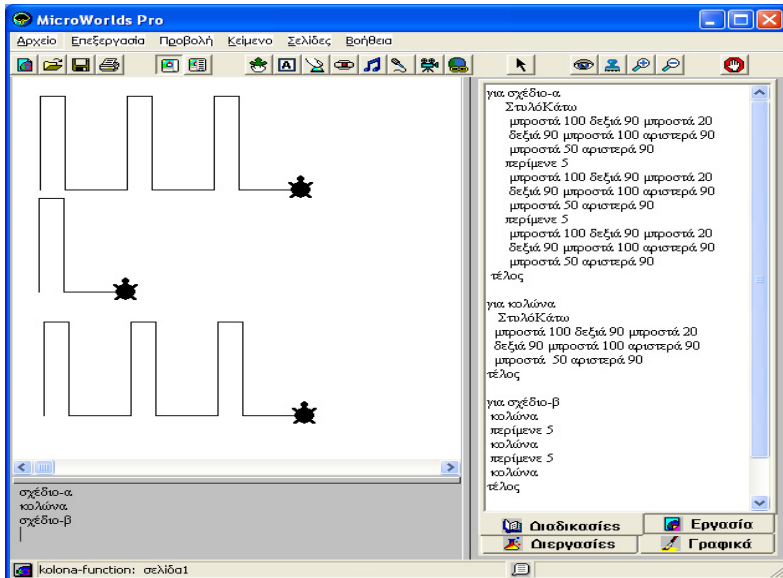 MicroWorlds Pro
Αρχείο Επεξεργασία Προβολή Κείμενο Σελίδες Βοήθεια
για σχέδιο-α
ΣτυλόΚάτω
μπροστά 100 δεξιά 90 μπροστά 20
δεξιά 90 μπροστά 100 αριστερά 90
μπροστά 50 αριστερά 90
περίμενε 5
μπροστά 100 δεξιά 90 μπροστά 20
δεξιά 90 μπροστά 100 αριστερά 90
μπροστά 50 αριστερά 90
περίμενε 5
μπροστά 100 δεξιά 90 μπροστά 20
δεξιά 90 μπροστά 100 αριστερά 90
μπροστά 50 αριστερά 90
τέλος
για κολώνα
ΣτυλόΚάτω
μπροστά 100 δεξιά 90 μπροστά 20
δεξιά 90 μπροστά 100 αριστερά 90
μπροστά 50 αριστερά 90
τέλος
για σχέδιο-β
κολώνα
περίμενε 5
κολώνα
περίμενε 5
κολώνα
τέλος
σχέδιο-α
κολώνα
σχέδιο-β
Διαδικασίες Εργασία
Διεργασίες Γραφικά
kolona-function: σελίδα1